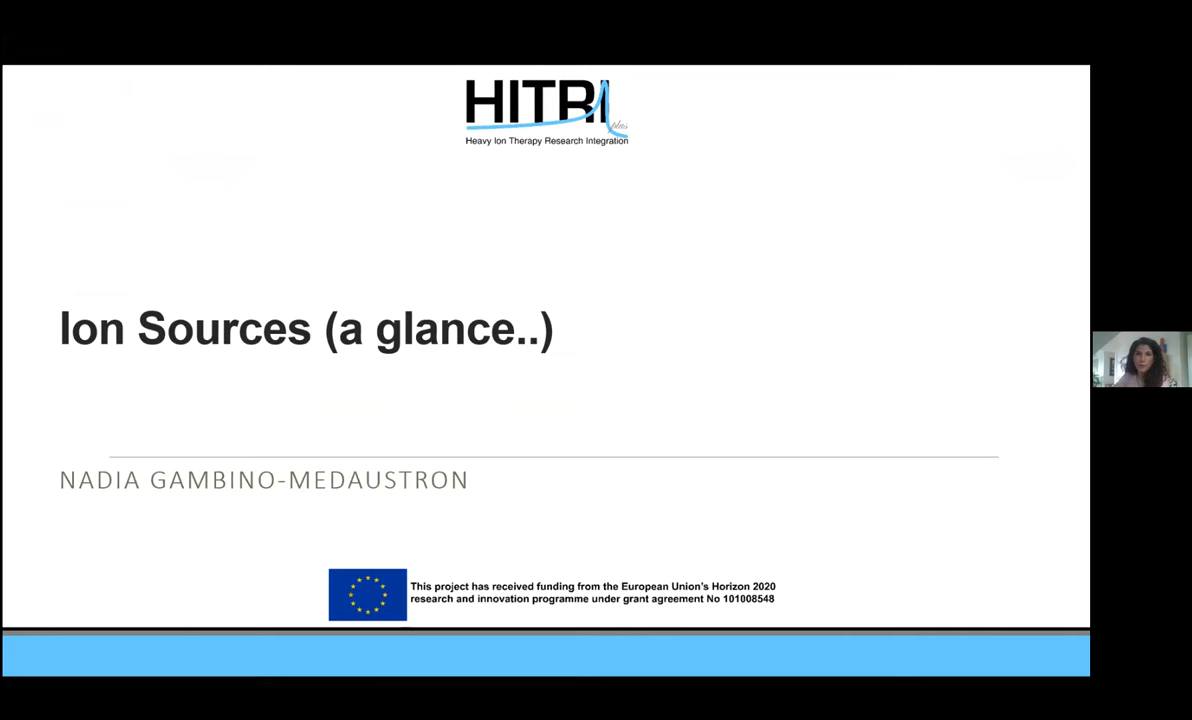 HITRI
plus
Heavy Ion Therapy Research Integration
Ion Sources (a glance..)
NADIA GAMBINO-MEDAUSTRON
This project has received funding from the European Union's Horizon 2020
research and innovation programme under grant agreement No 101008548